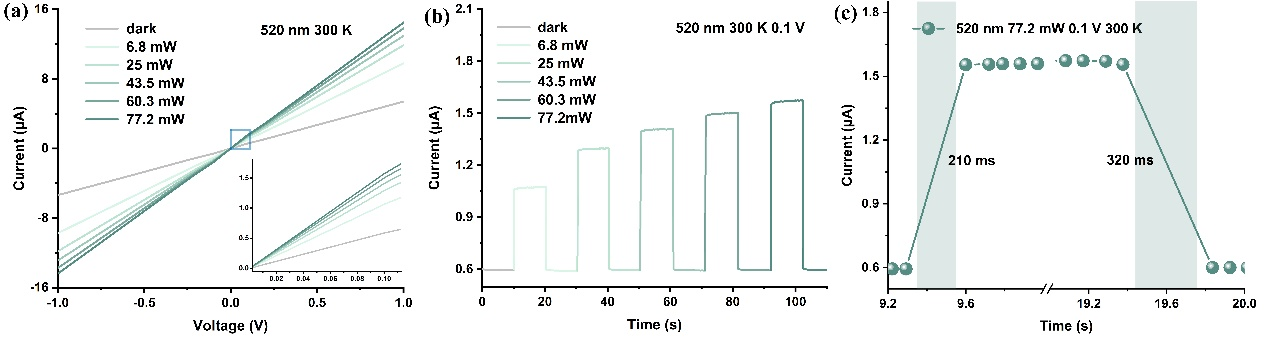 (a)
dark
6.8 mW
25 mW
43.5 mW
60.3 mW
77.2 mW
520 nm 300 K
16
8
0
-8
-16
Current (μA)
1.5
1.0
0.5
0.0
0.02 0.04 0.06 0.08 0.10
-1.0 -0.5 0.0 0.5 1.0
Voltage (V)
(b)
dark
6.8 mW
25 mW
43.5 mW
60.3 mW
77.2mW
520 nm 300 K 0.1 V
2.1
1.8
1.5
1.2
0.9
0.6
Current (μA)
0 20 40 60 80 100
Time (s)
(c)
520 nm 77.2 mW 0.1 V 300 K
1.8
1.5
1.2
0.9
0.6
Current (μA)
210 ms
320 ms
9.2 9.6 19.2 19.6 20.0
Time (s)